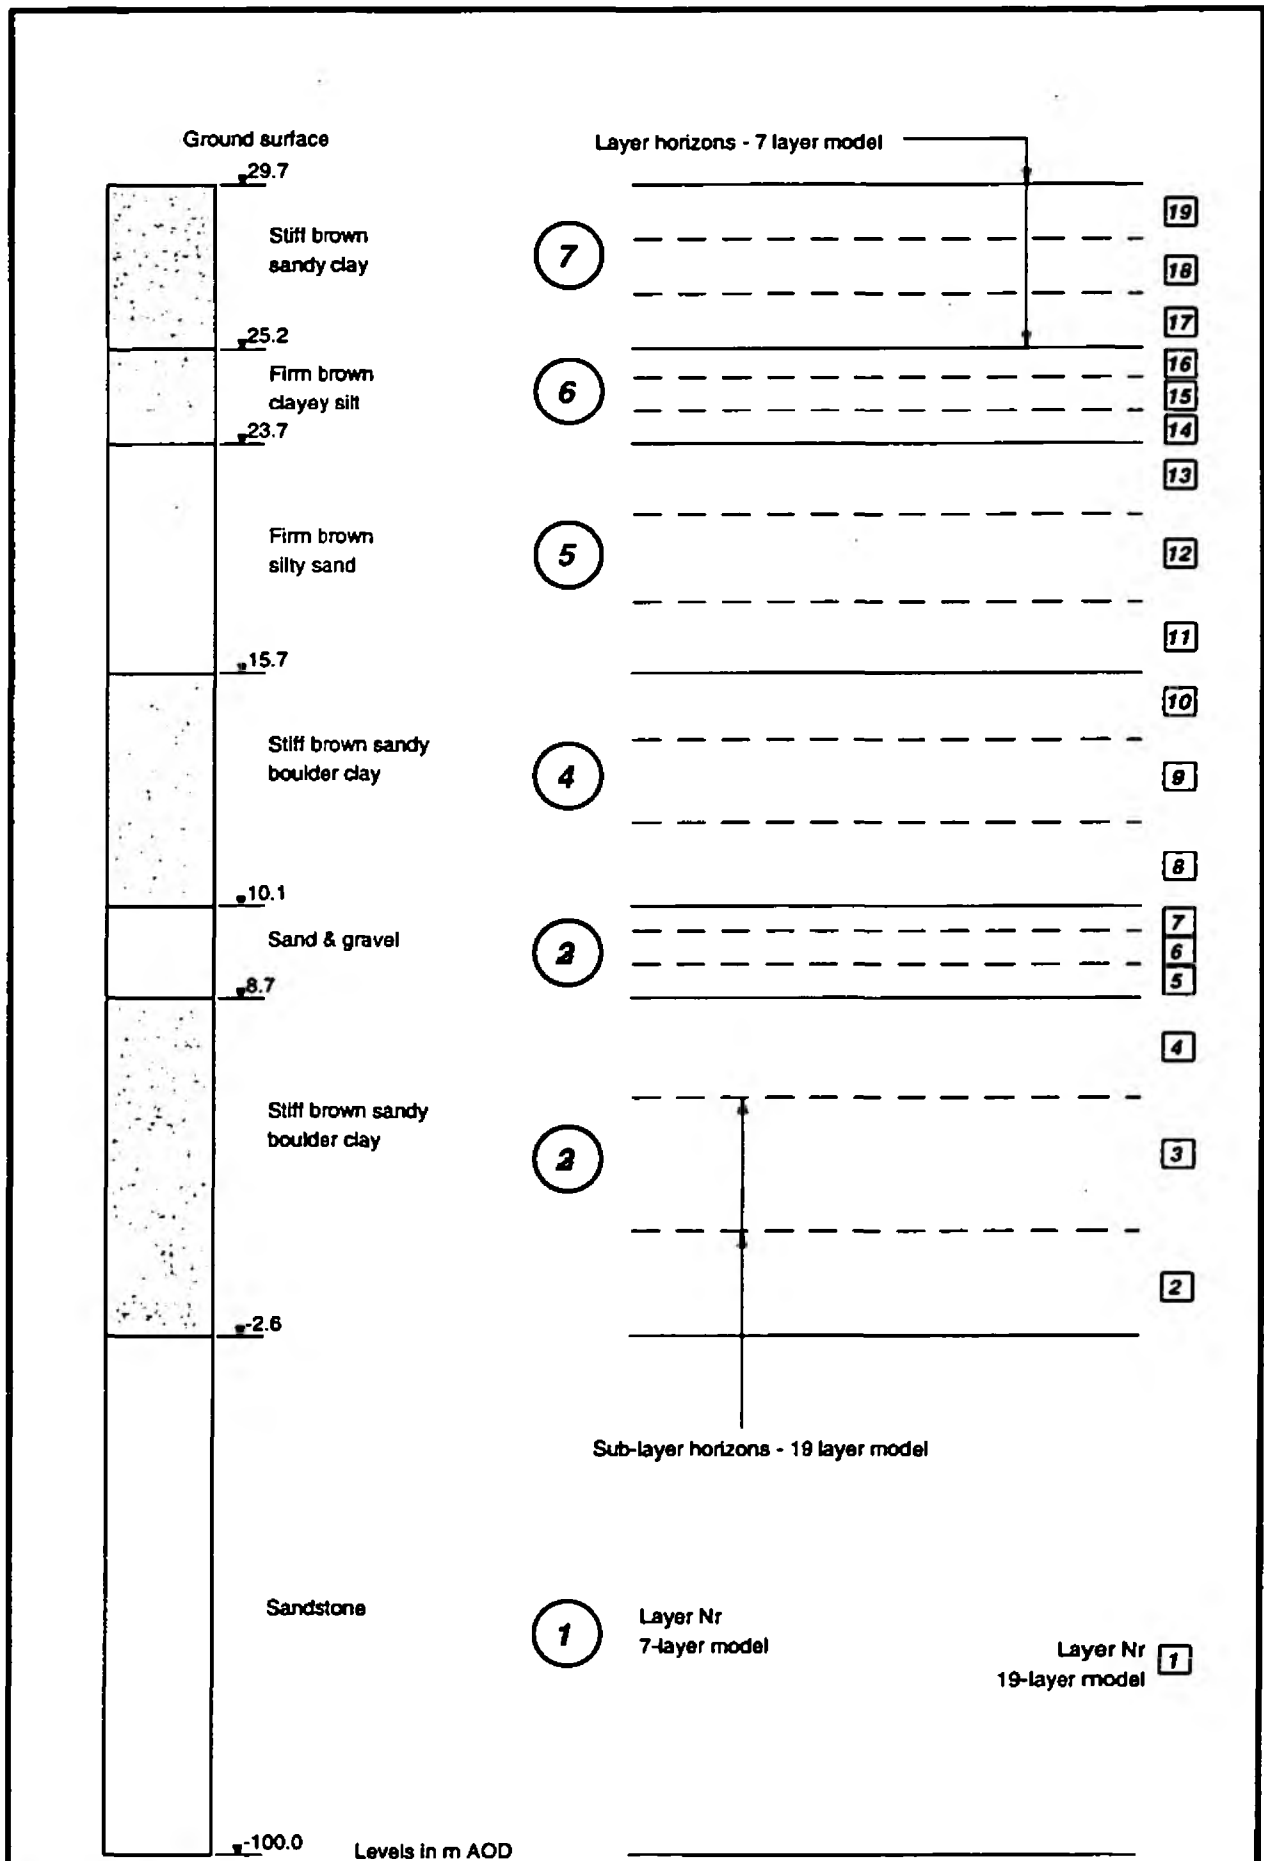 Ground surface
Layer horizons - 7 layer model
29.7
19
Stiff brown
sandy clay
7
18
17
25.2
16
Firm brown
clayey silt
6
15
14
23.7
13
Firm brown
silty sand
5
12
11
15.7
10
Stiff brown sandy
boulder clay
4
9
8
10.1
7
Sand & gravel
6
5
8.7
4
Stiff brown sandy
boulder clay
2
3
2
-2.6
Sub-layer horizons - 19 layer model
Sandstone
1
Layer Nr
7-layer model
Layer Nr
19-layer model
1
-100.0
Levels in m AOD